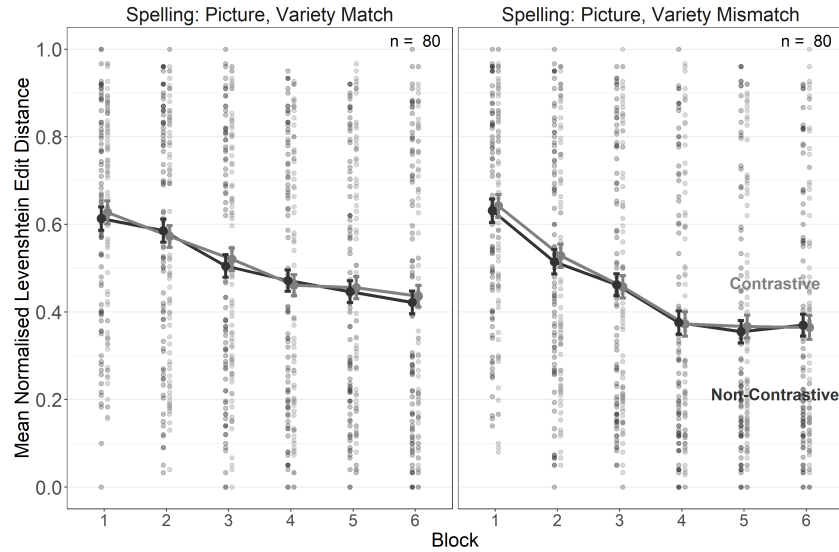 Spelling: Picture, Variety Match
Spelling: Picture, Variety Mismatch
n = 80
n = 80
Mean Normalised Levenshtein Edit Distance
1.0
0.8
0.6
0.4
0.2
0.0
Contrastive
Non-Contrastive
1 2 3 4 5 6
1 2 3 4 5 6
Block